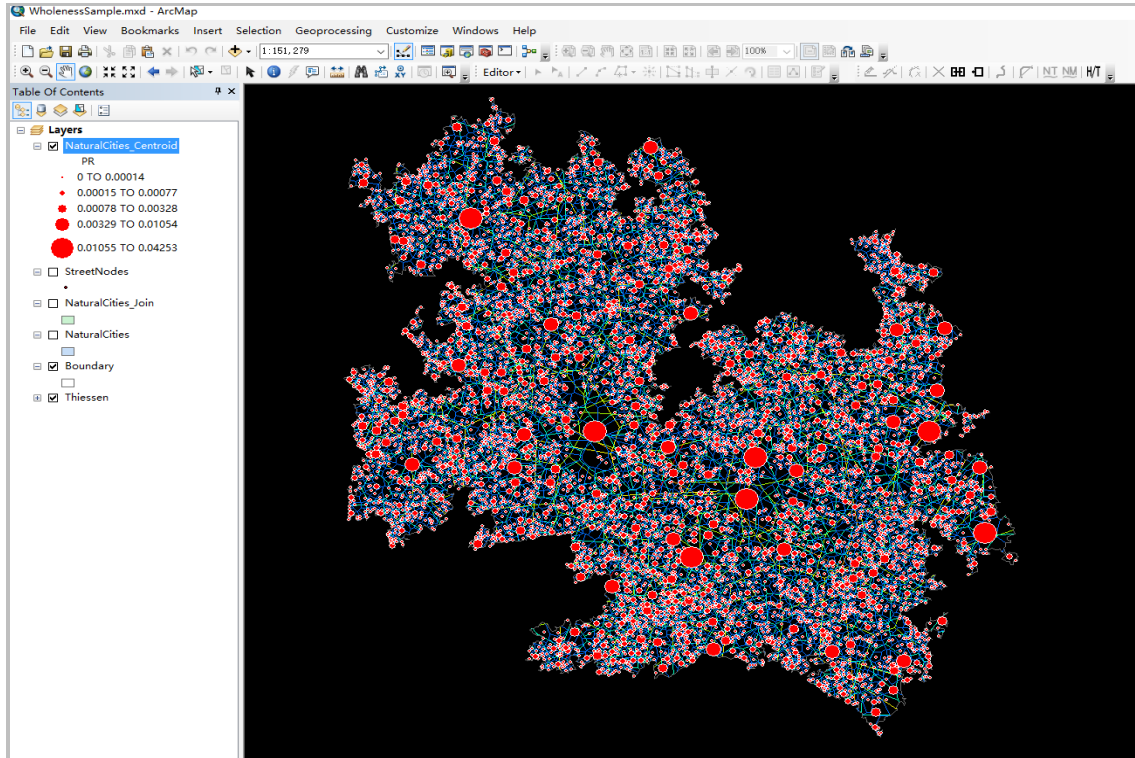 WholenessSample.mxd - ArcMap
File Edit View Bookmarks Insert Selection Geoprocessing Customize Windows Help
1:151,279 100%
Editor NT NM H/T
Table Of Contents
Layers
NaturalCities_Centroid
PR
0 TO 0.00014
0.00015 TO 0.00077
0.00078 TO 0.00328
0.00329 TO 0.01054
0.01055 TO 0.04253
StreetNodes
NaturalCities_Join
NaturalCities
Boundary
Thiessen